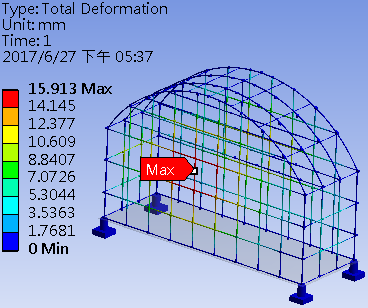 Type: Total Deformation
Unit: mm
Time: 1
2017/6/27 下午 05:37
15.913 Max
14.145
12.377
10.609
8.8407
7.0726
5.3044
3.5363
1.7681
0 Min
Max